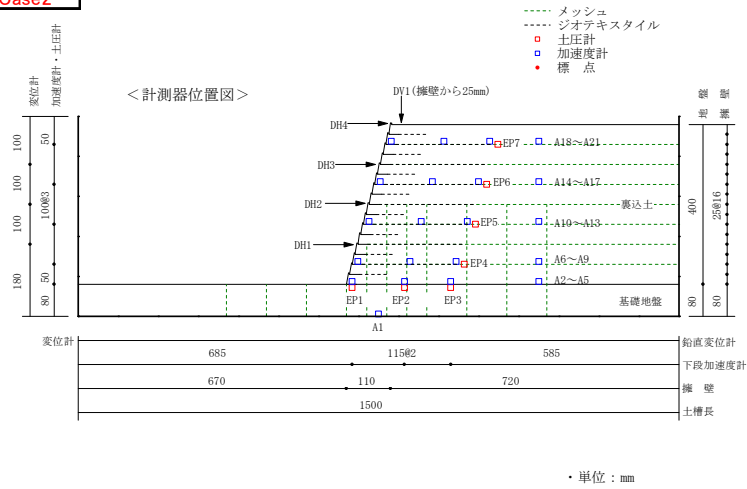 Case2
メッシュ
ジオテキスタイル
土圧計
加速度計
標 点
＜計測器位置図＞
DV1(擁壁から25mm)
変位計
加速度計・土圧計
地 盤
擁 壁
DH4
DH3
DH2
DH1
EP7
A18～A21
EP6
A14～A17
裏込土
EP5
A10～A13
EP4
A6～A9
A2～A5
EP1
EP2
EP3
基礎地盤
A1
100
100
100
180
50
100@3
50
80
400
80
25@16
80
変位計
鉛直変位計
685
115@2
585
下段加速度計
670
110
720
擁 壁
1500
土槽長
・単位：mm